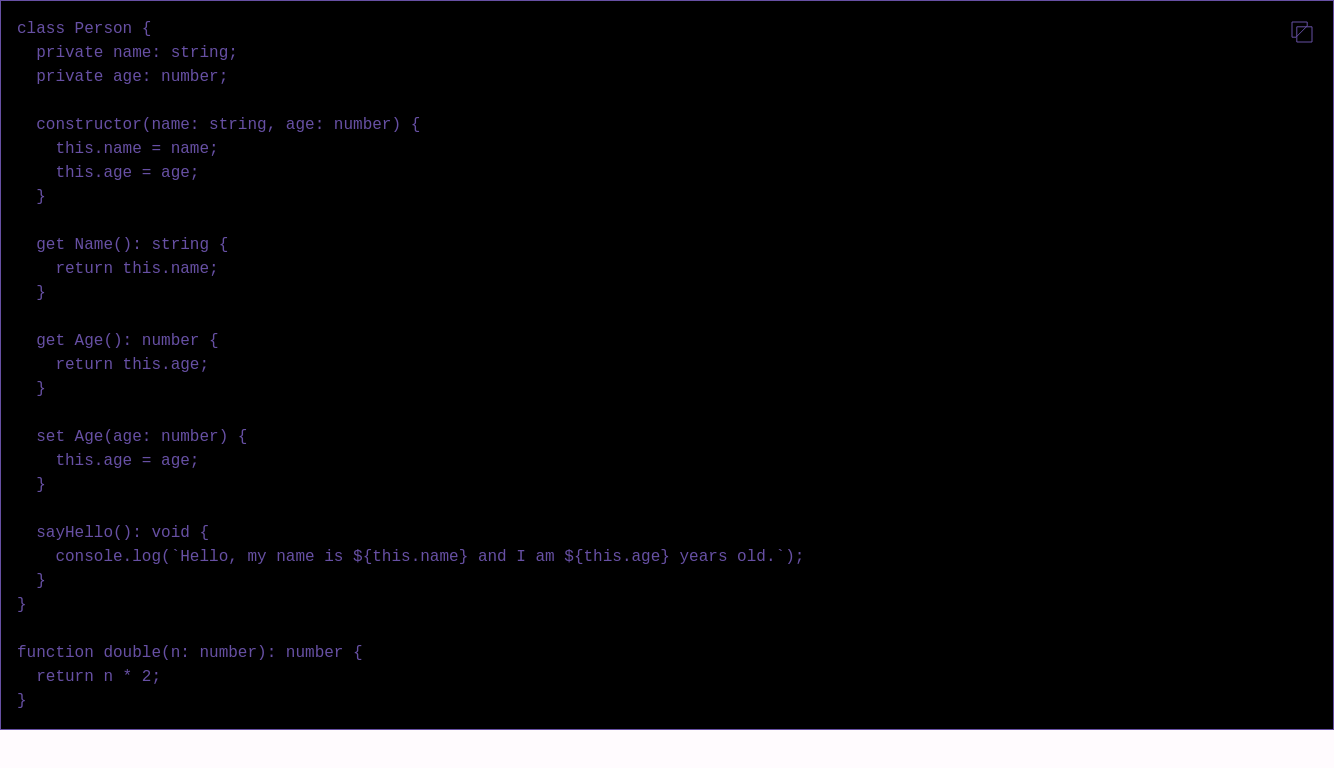 class Person {
  private name: string;
  private age: number;

  constructor(name: string, age: number) {
    this.name = name;
    this.age = age;
  }

  get Name(): string {
    return this.name;
  }

  get Age(): number {
    return this.age;
  }

  set Age(age: number) {
    this.age = age;
  }

  sayHello(): void {
    console.log(`Hello, my name is ${this.name} and I am ${this.age} years old.`);
  }
}

function double(n: number): number {
  return n * 2;
}